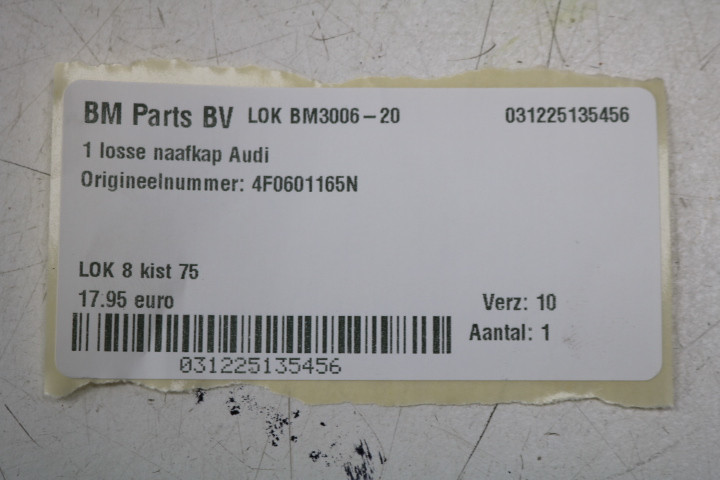 BM Parts BV LOK BM3006-20 031225135456
1 losse naafkap Audi
Origineelnummer: 4F0601165N
LOK 8 kist 75
17.95 euro Verz: 10
Aantal: 1
031225135456